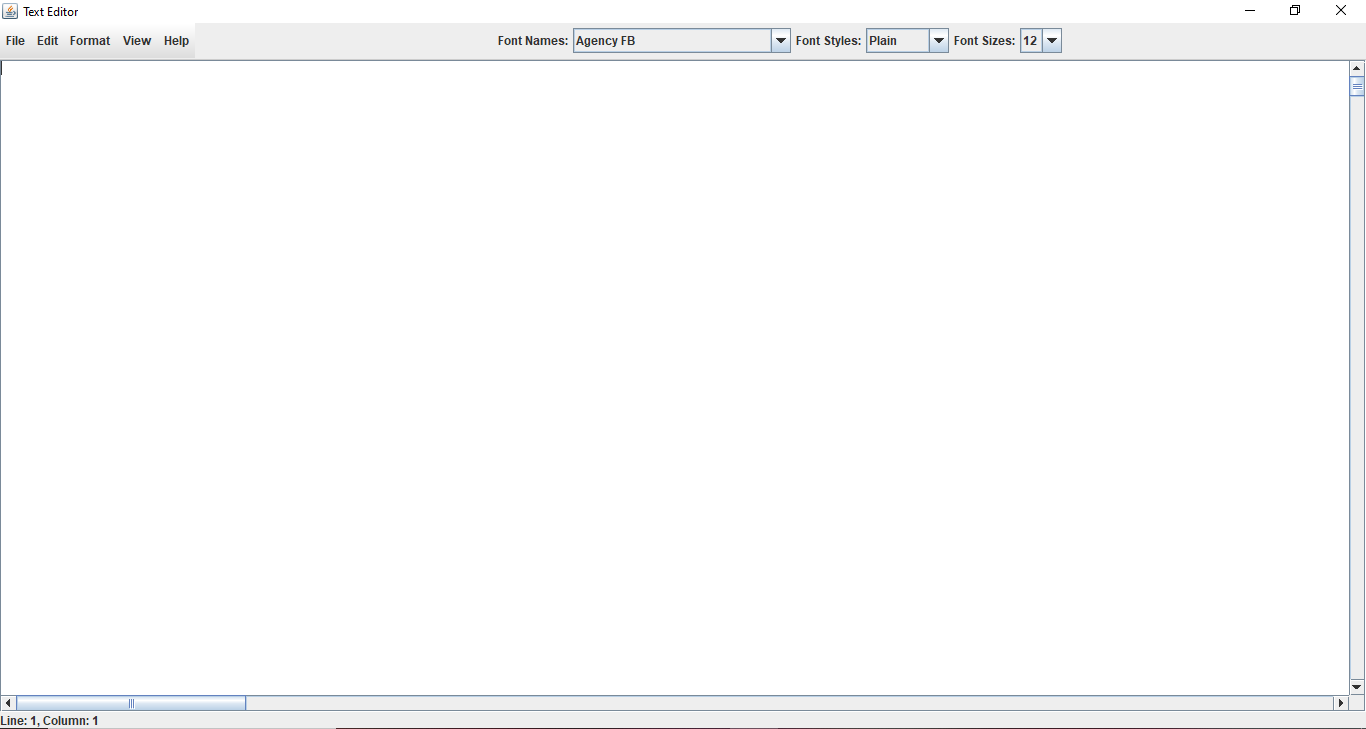 Text Editor
File Edit Format View Help Font Names: Agency FB Font Styles: Plain Font Sizes: 12
Line: 1, Column: 1